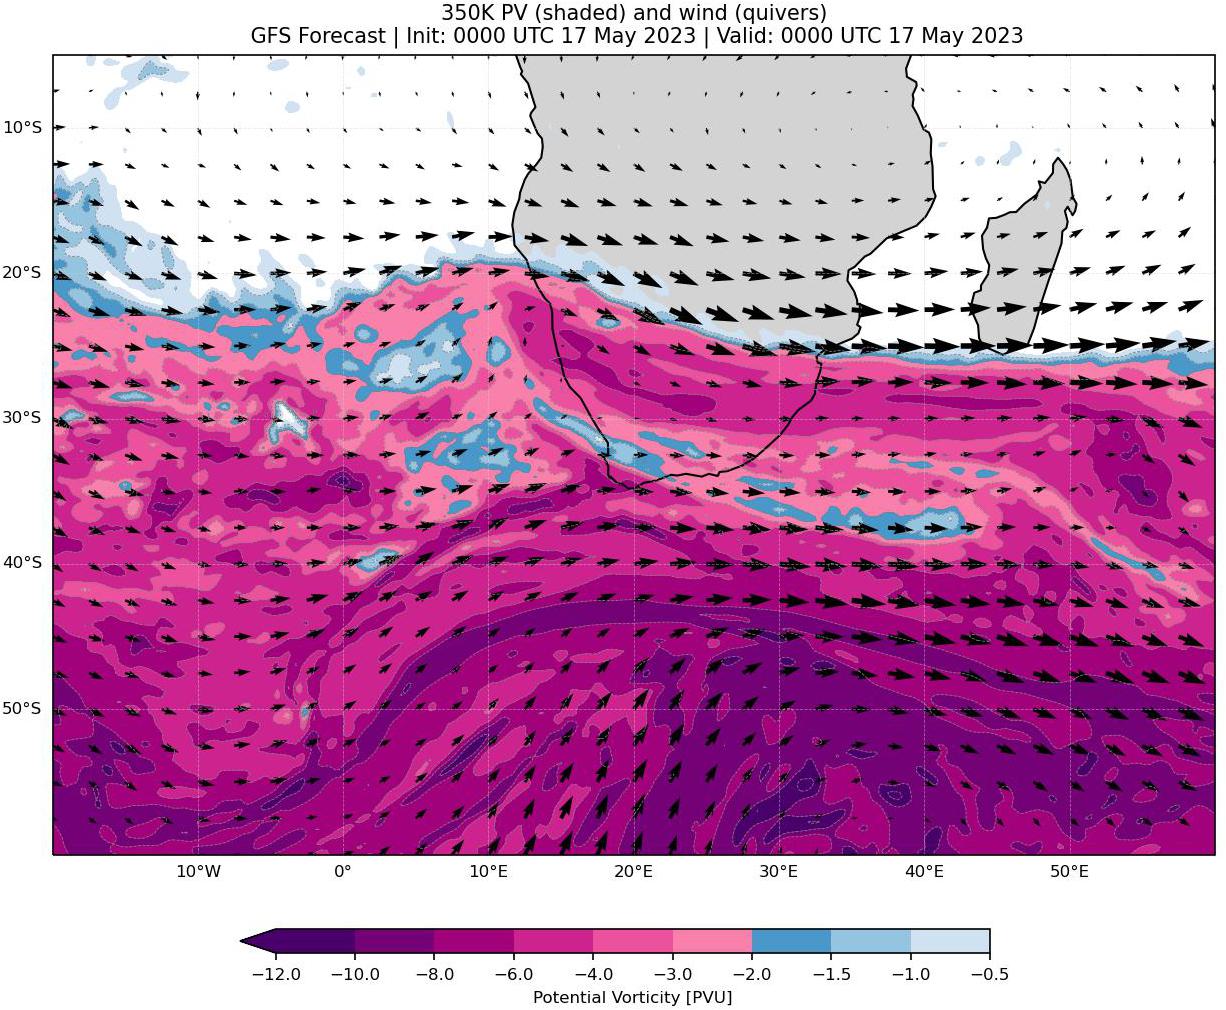 350K PV (shaded) and wind (quivers)
GFS Forecast | Init: 0000 UTC 17 May 2023 | Valid: 0000 UTC 17 May 2023
10°S
20°S
30°S
40°S
50°S
10°W 0° 10°E 20°E 30°E 40°E 50°E
−12.0 −10.0 −8.0 −6.0 −4.0 −3.0 −2.0 −1.5 −1.0 −0.5
Potential Vorticity [PVU]